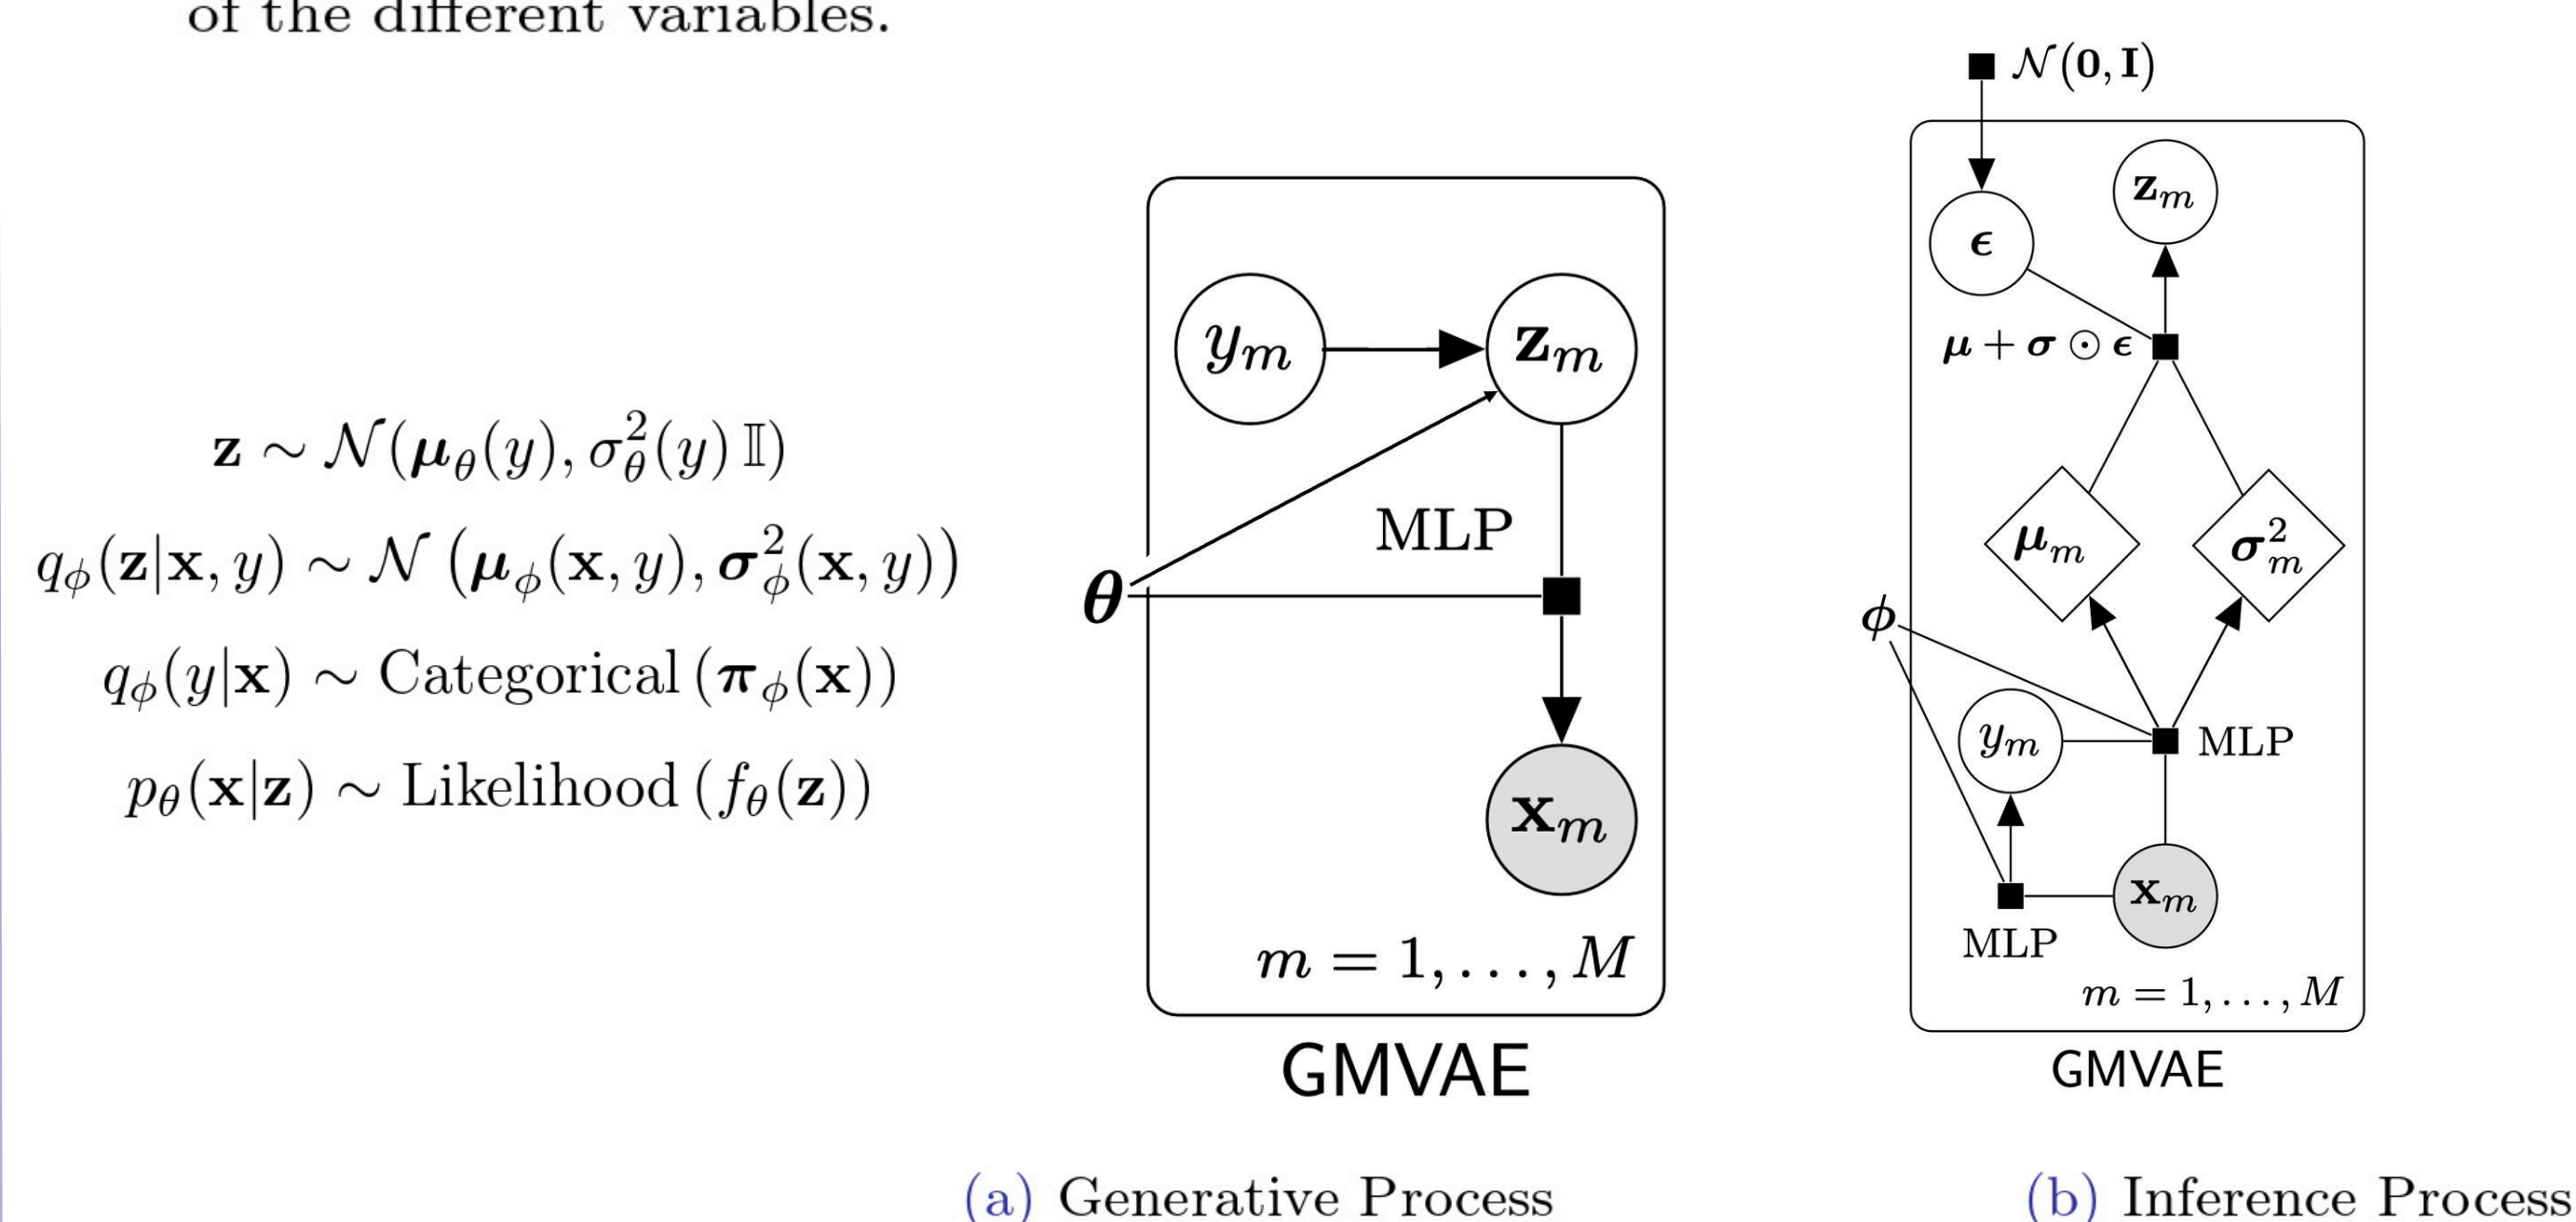 of the different variables.
z ∼ 𝒩(μ_θ(y), σ²_θ(y) 𝕀)
q_ϕ(z|x, y) ∼ 𝒩 (μ_ϕ(x, y), σ²_ϕ(x, y))
q_ϕ(y|x) ∼ Categorical (π_ϕ(x))
p_θ(x|z) ∼ Likelihood (f_θ(z))
y_m
z_m
MLP
θ
x_m
m = 1, . . . , M
GMVAE
(a) Generative Process
𝒩(0, I)
z_m
ϵ
μ + σ ⊙ ϵ
μ_m
σ²_m
ϕ
y_m
MLP
x_m
MLP
m = 1, . . . , M
GMVAE
(b) Inference Process